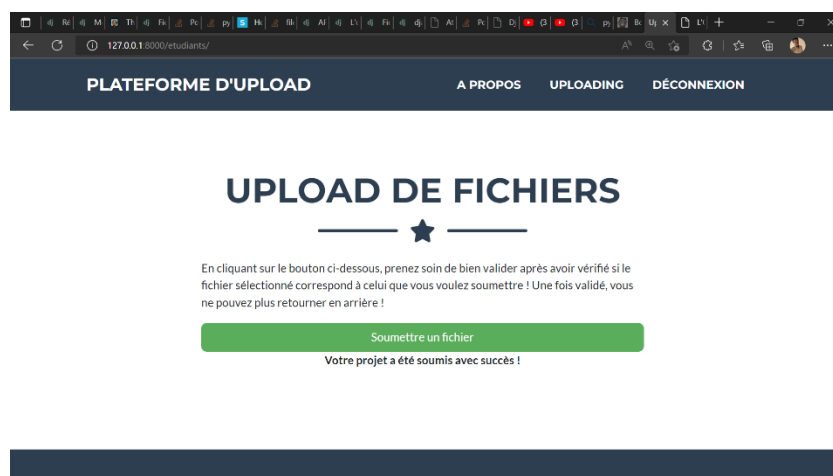 127.0.0.1:8000/etudiants/
PLATEFORME D'UPLOAD
A PROPOS UPLOADING DÉCONNEXION
UPLOAD DE FICHIERS
En cliquant sur le bouton ci-dessous, prenez soin de bien valider après avoir vérifié si le
fichier sélectionné correspond à celui que vous voulez soumettre ! Une fois validé, vous
ne pouvez plus retourner en arrière !
Soumettre un fichier
Votre projet a été soumis avec succès !